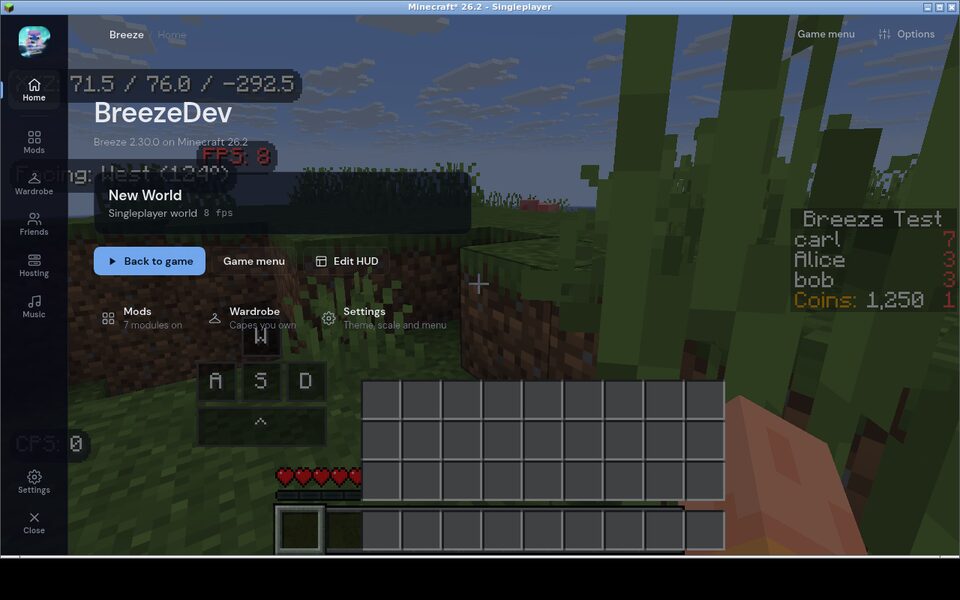 Minecraft* 26.2 - Singleplayer
Breeze / Home
Game menu
Options
Home
Mods
Wardrobe
Friends
Hosting
Music
Settings
Close
71.5 / 76.0 / -292.5
BreezeDev
Breeze 2.30.0 on Minecraft 26.2
FPS: 8
Facing: West (124°)
New World
Singleplayer world 8 fps
Back to game
Game menu
Edit HUD
Mods
7 modules on
Wardrobe
Capes you own
Settings
Theme, scale and menu
W
A S D
^
CPS: 0
Breeze Test
carl 7
Alice 3
bob 3
Coins: 1,250 1